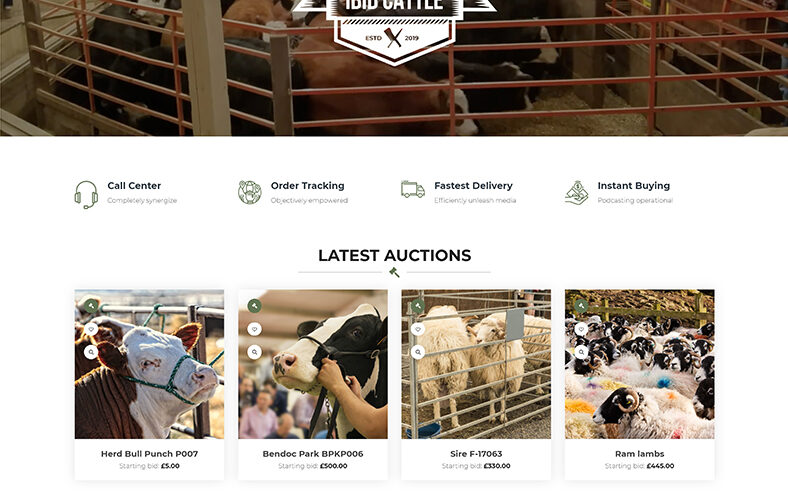 IBID CATTLE
ESTD 2019
Call Center
Completely synergize
Order Tracking
Objectively empowered
Fastest Delivery
Efficiently unleash media
Instant Buying
Podcasting operational
LATEST AUCTIONS
Herd Bull Punch P007
Starting bid: £5.00
Bendoc Park BPKP006
Starting bid: £500.00
Sire F-17063
Starting bid: £330.00
Ram lambs
Starting bid: £445.00